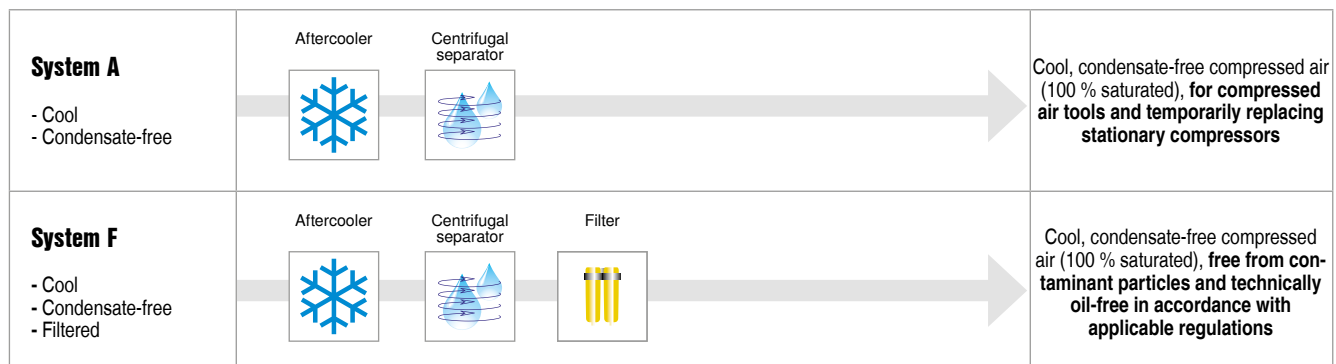 System A
- Cool
- Condensate-free
Aftercooler
Centrifugal
separator
Cool, condensate-free compressed air
(100 % saturated), for compressed
air tools and temporarily replacing
stationary compressors
System F
- Cool
- Condensate-free
- Filtered
Aftercooler
Centrifugal
separator
Filter
Cool, condensate-free compressed
air (100 % saturated), free from con-
taminant particles and technically
oil-free in accordance with
applicable regulations